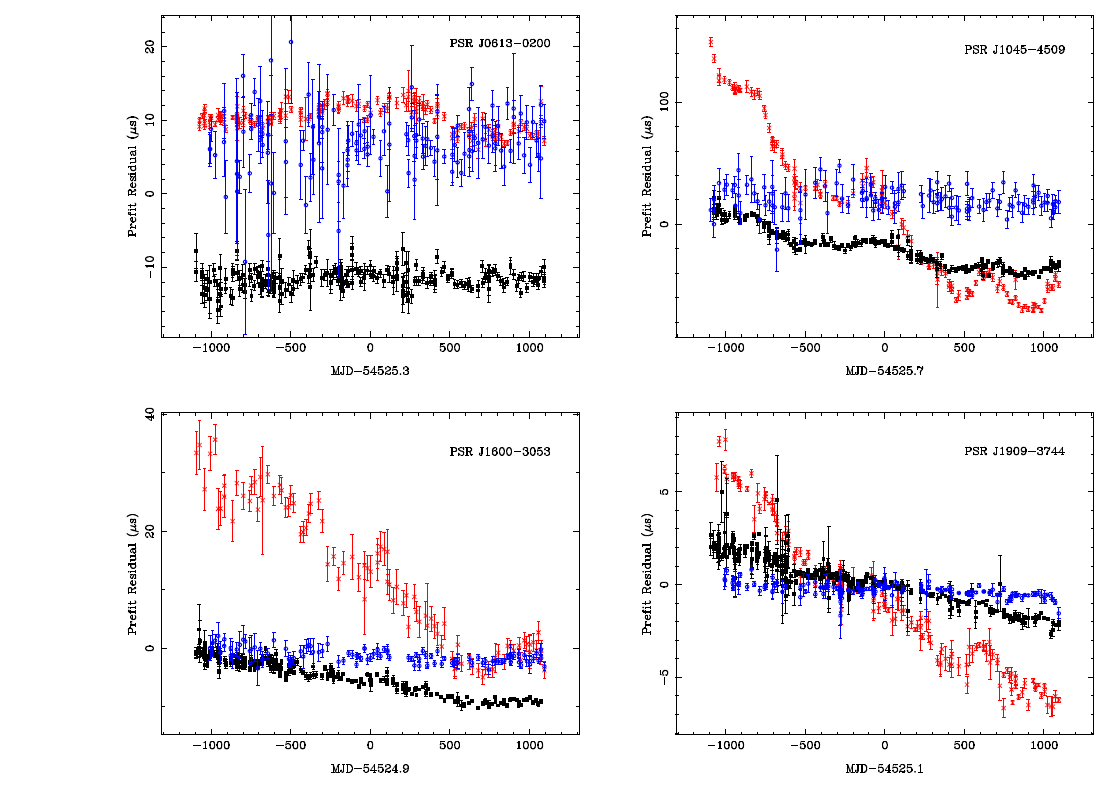 PSR J0613−0200
Prefit Residual (μs)
20
10
0
−10
−1000 −500 0 500 1000
MJD−54525.3
PSR J1045−4509
Prefit Residual (μs)
100
0
−1000 −500 0 500 1000
MJD−54525.7
PSR J1600−3053
Prefit Residual (μs)
40
20
0
−1000 −500 0 500 1000
MJD−54524.9
PSR J1909−3744
Prefit Residual (μs)
5
0
−5
−1000 −500 0 500 1000
MJD−54525.1